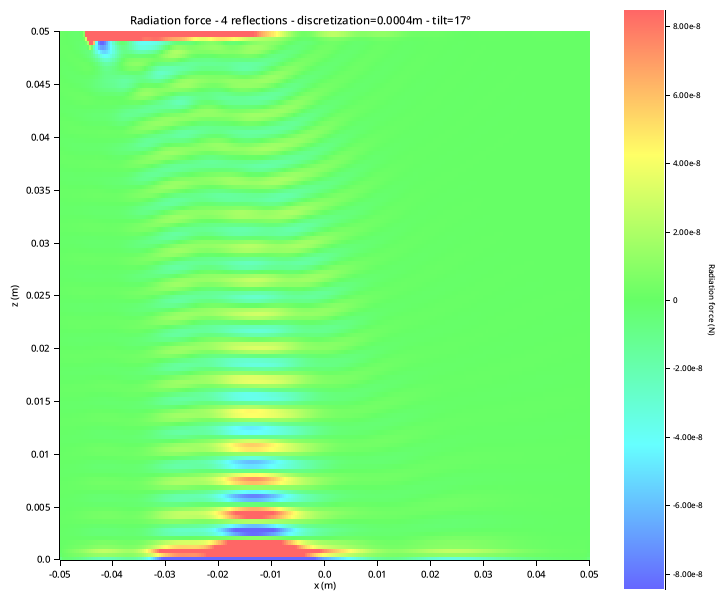 Radiation force - 4 reflections - discretization=0.0004m - tilt=17º
0.05
0.045
0.04
0.035
0.03
0.025
0.02
0.015
0.01
0.005
0.0
z (m)
-0.05 -0.04 -0.03 -0.02 -0.01 0.0 0.01 0.02 0.03 0.04 0.05
x (m)
8.00e-8
6.00e-8
4.00e-8
2.00e-8
0
-2.00e-8
-4.00e-8
-6.00e-8
-8.00e-8
Radiation force (N)